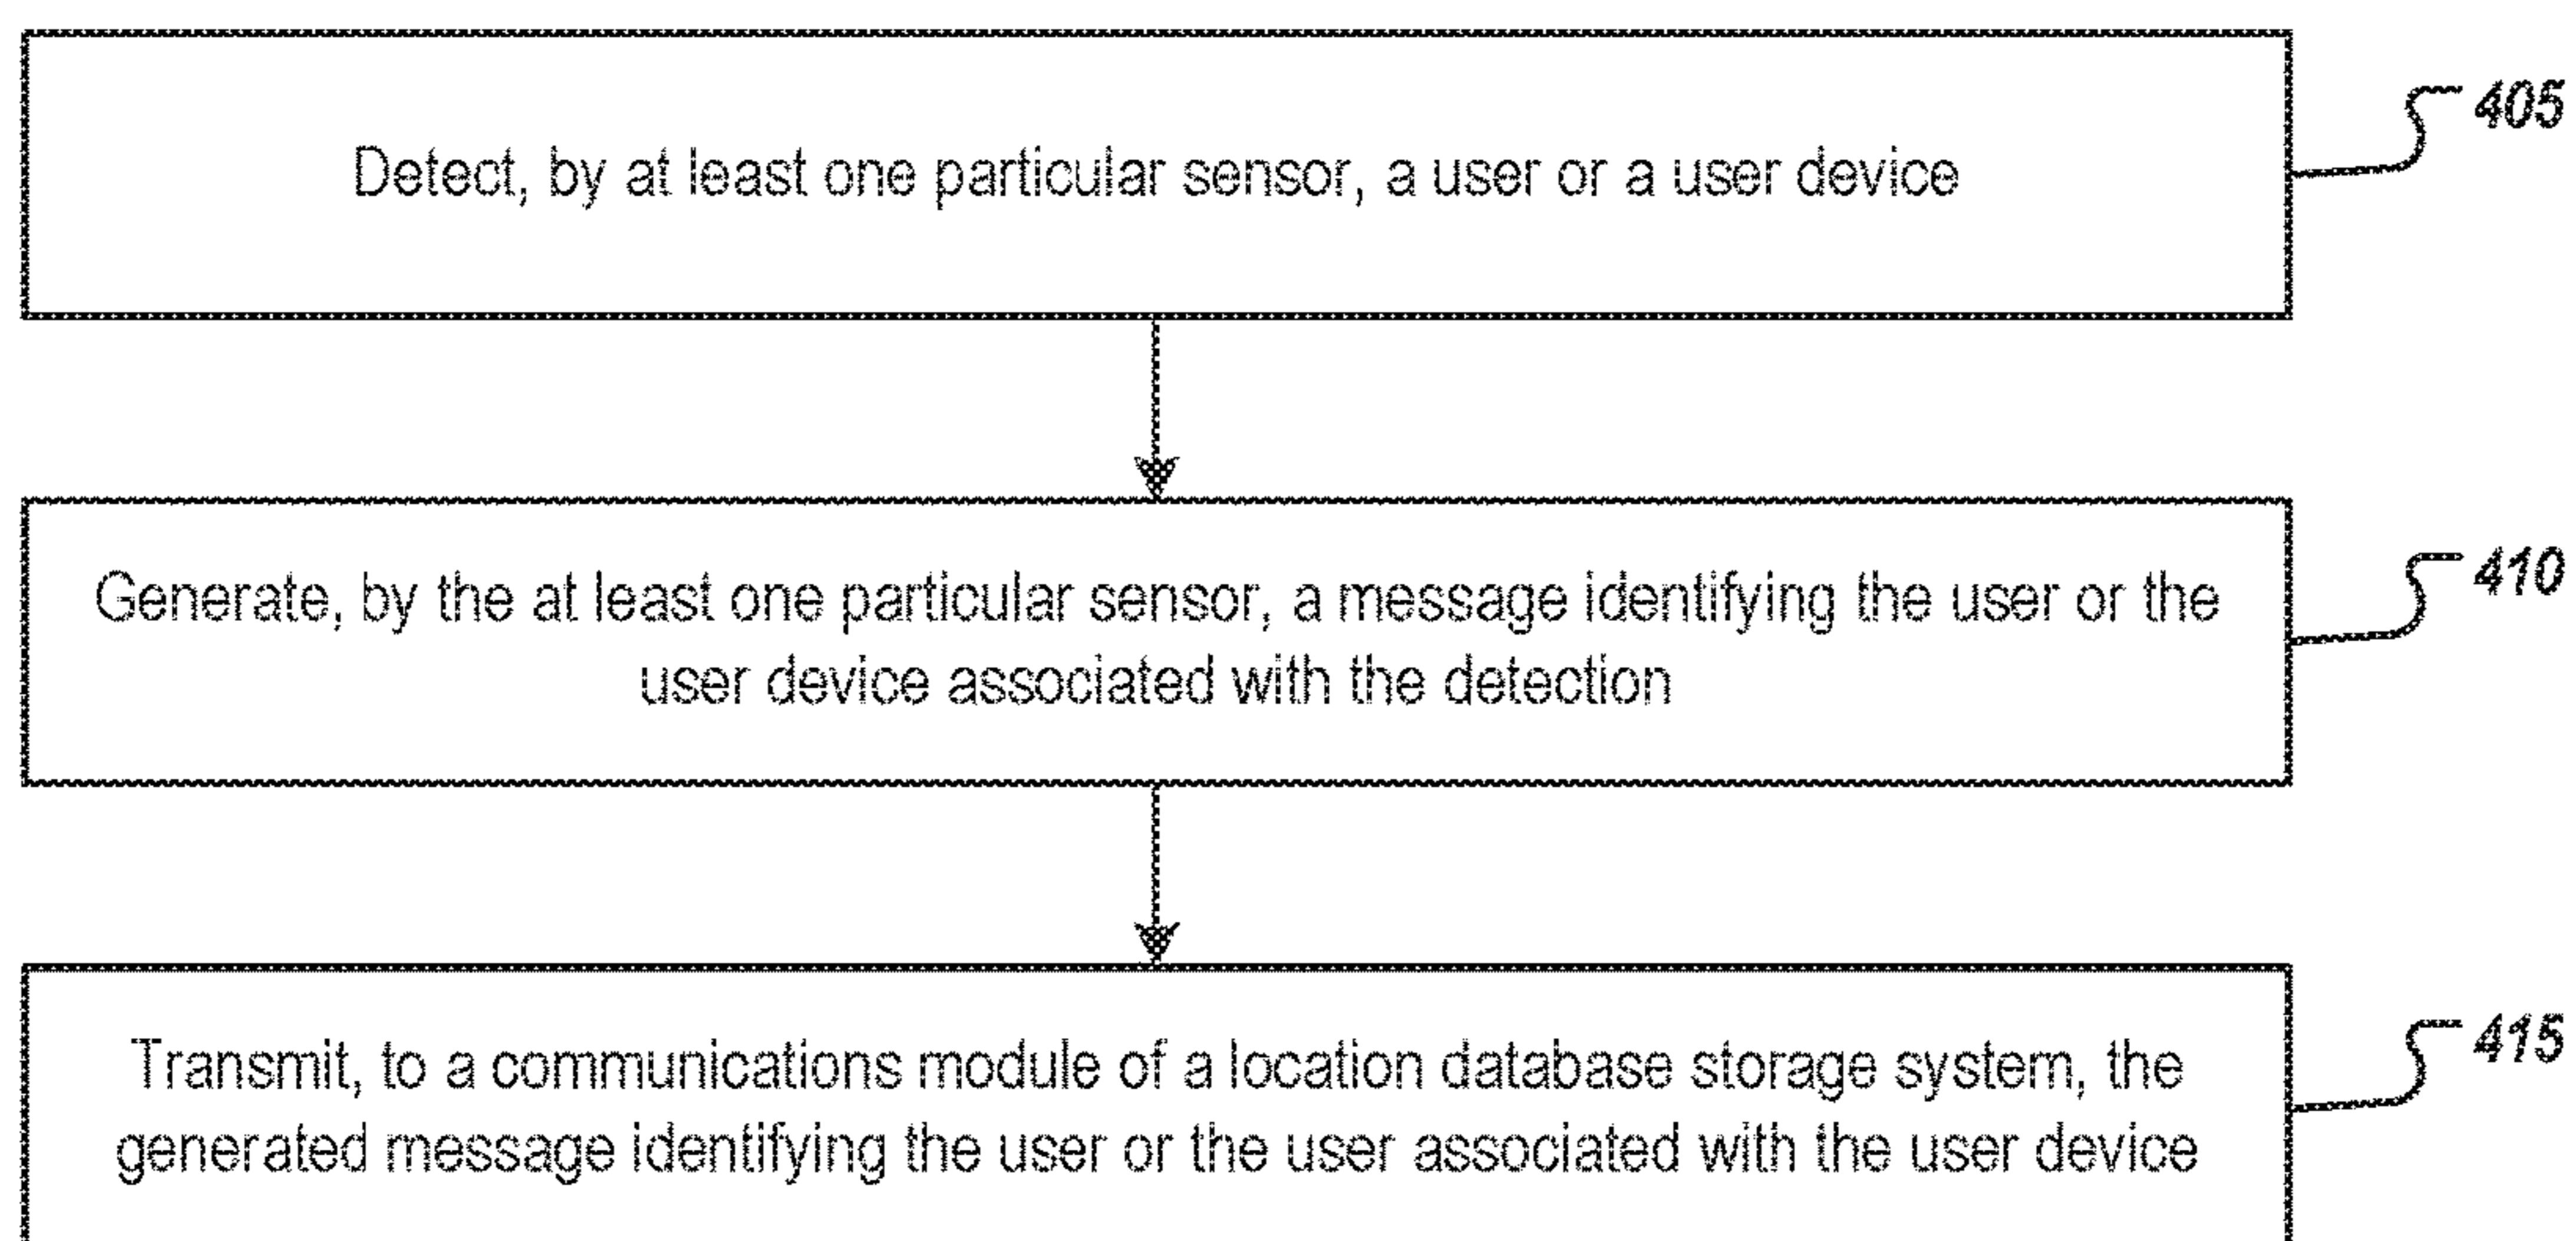 Detect, by at least one particular sensor, a user or a user device
405
Generate, by the at least one particular sensor, a message identifying the user or the
user device associated with the detection
410
Transmit, to a communications module of a location database storage system, the
generated message identifying the user or the user associated with the user device
415